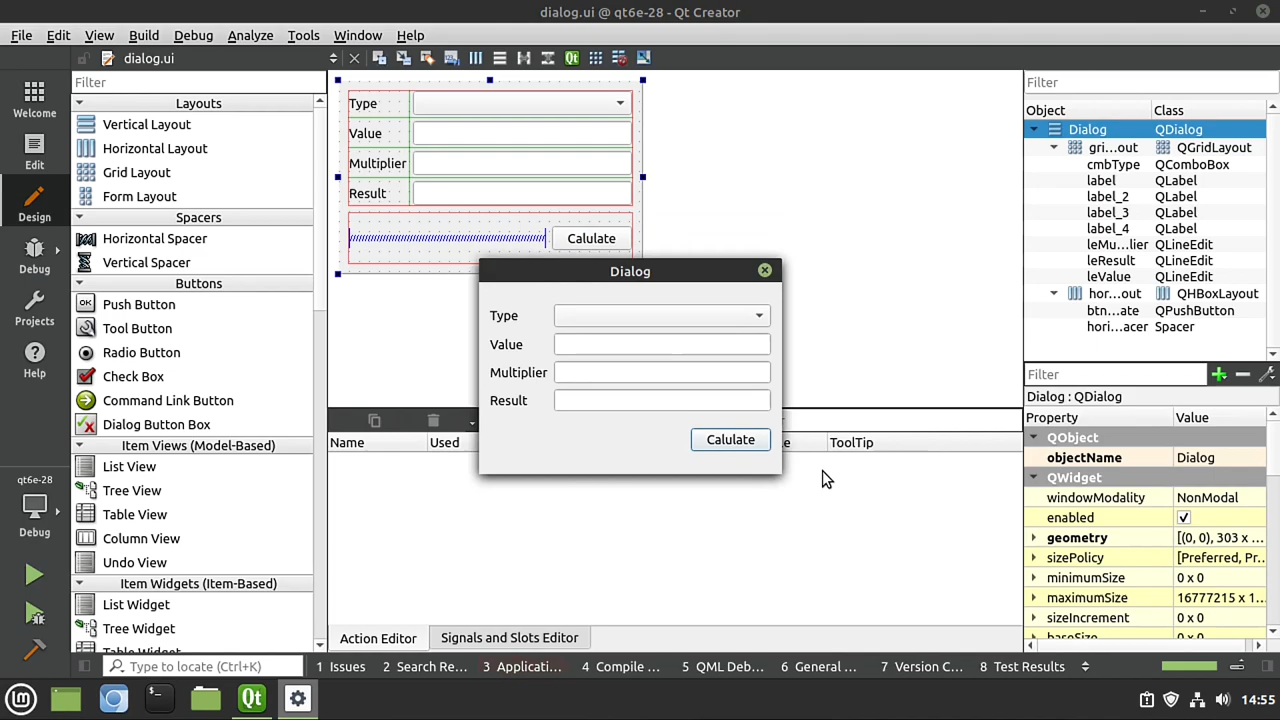 dialog.ui @ qt6e-28 - Qt Creator
File Edit View Build Debug Analyze Tools Window Help
dialog.ui
Welcome
Edit
Design
Debug
Projects
Help
qt6e-28
Debug
Filter
Layouts
Vertical Layout
Horizontal Layout
Grid Layout
Form Layout
Spacers
Horizontal Spacer
Vertical Spacer
Buttons
OK Push Button
Tool Button
Radio Button
Check Box
Command Link Button
Dialog Button Box
Item Views (Model-Based)
List View
Tree View
Table View
Column View
Undo View
Item Widgets (Item-Based)
List Widget
Tree Widget
Type
Value
Multiplier
Result
Calulate
Dialog
Type
Value
Multiplier
Result
Calulate
Name Used ToolTip
Action Editor Signals and Slots Editor
Filter
Object Class
Dialog QDialog
gri...out QGridLayout
cmbType QComboBox
label QLabel
label_2 QLabel
label_3 QLabel
label_4 QLabel
leMu...lier QLineEdit
leResult QLineEdit
leValue QLineEdit
hor...out QHBoxLayout
btn...ate QPushButton
hori...acer Spacer
Filter
Dialog : QDialog
Property Value
QObject
objectName Dialog
QWidget
windowModality NonModal
enabled
geometry [(0, 0), 303 x ...
sizePolicy [Preferred, Pr...
minimumSize 0 x 0
maximumSize 16777215 x 1...
sizeIncrement 0 x 0
baseSize 0 x 0
Type to locate (Ctrl+K) 1 Issues 2 Search Re... 3 Applicati... 4 Compile ... 5 QML Deb... 6 General ... 7 Version C... 8 Test Results
Qt
14:55